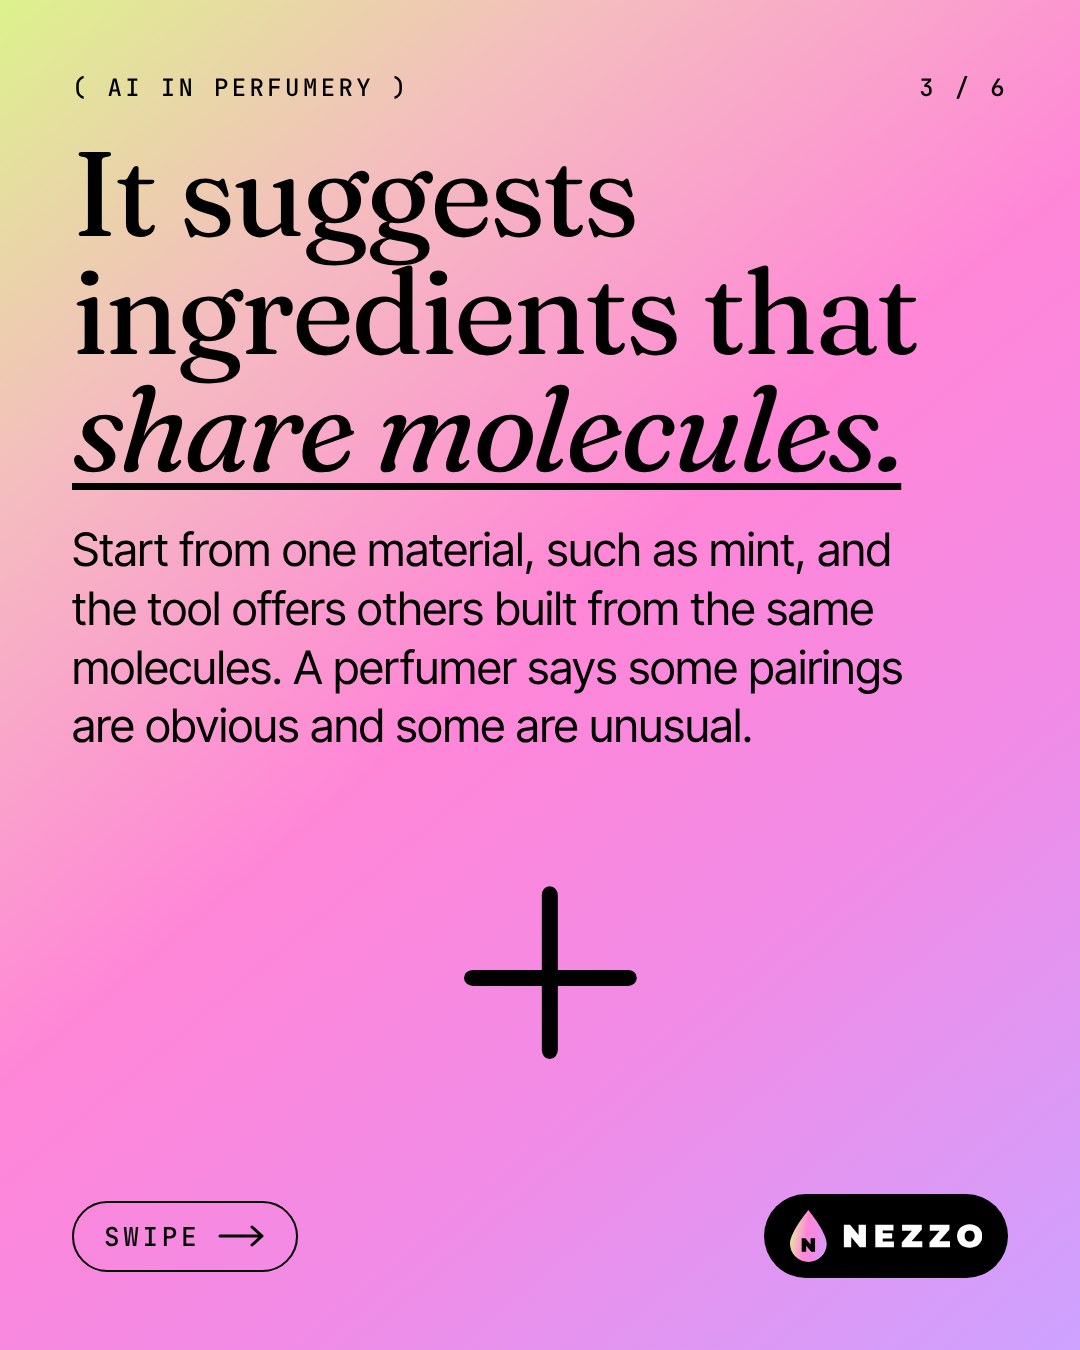 ( AI IN PERFUMERY )
3 / 6
It suggests
ingredients that
share molecules.
Start from one material, such as mint, and
the tool offers others built from the same
molecules. A perfumer says some pairings
are obvious and some are unusual.
SWIPE
N NEZZO